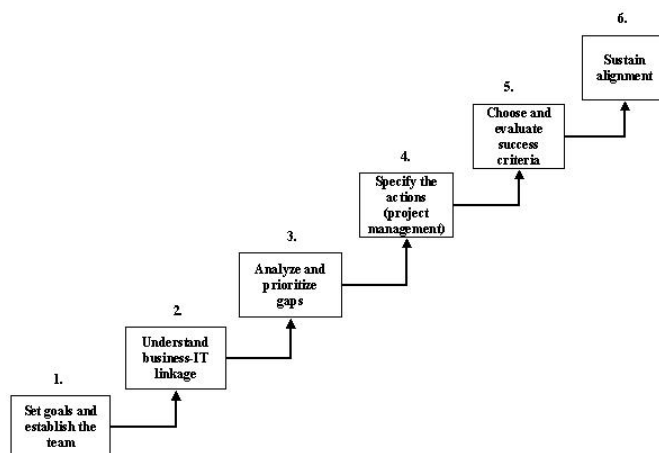 1.
Set goals and
establish the
team
2.
Understand
business-IT
linkage
3.
Analyze and
prioritize
gaps
4.
Specify the
actions
(project
management)
5.
Choose and
evaluate
success
criteria
6.
Sustain
alignment